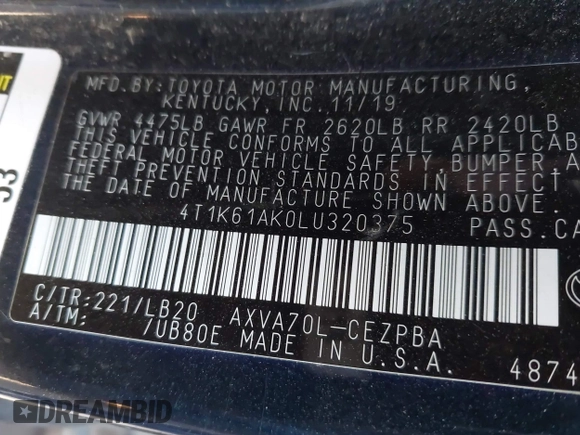 MFD.BY:TOYOTA MOTOR MANUFACTURING,
KENTUCKY,INC.11/19
GVWR 4475LB GAWR FR 2620LB RR 2420LB
THIS VEHICLE CONFORMS TO ALL APPLICAB
FEDERAL MOTOR VEHICLE SAFETY,BUMPER,A
THEFT PREVENTION STANDARDS IN EFFECT
THE DATE OF MANUFACTURE SHOWN ABOVE.
4T1K61AK0LU320375 PASS.CA
C/TR:221/LB20 AXVA70L-CEZPBA
A/TM: /UB80E MADE IN U.S.A.
4874
53
DREAMBID